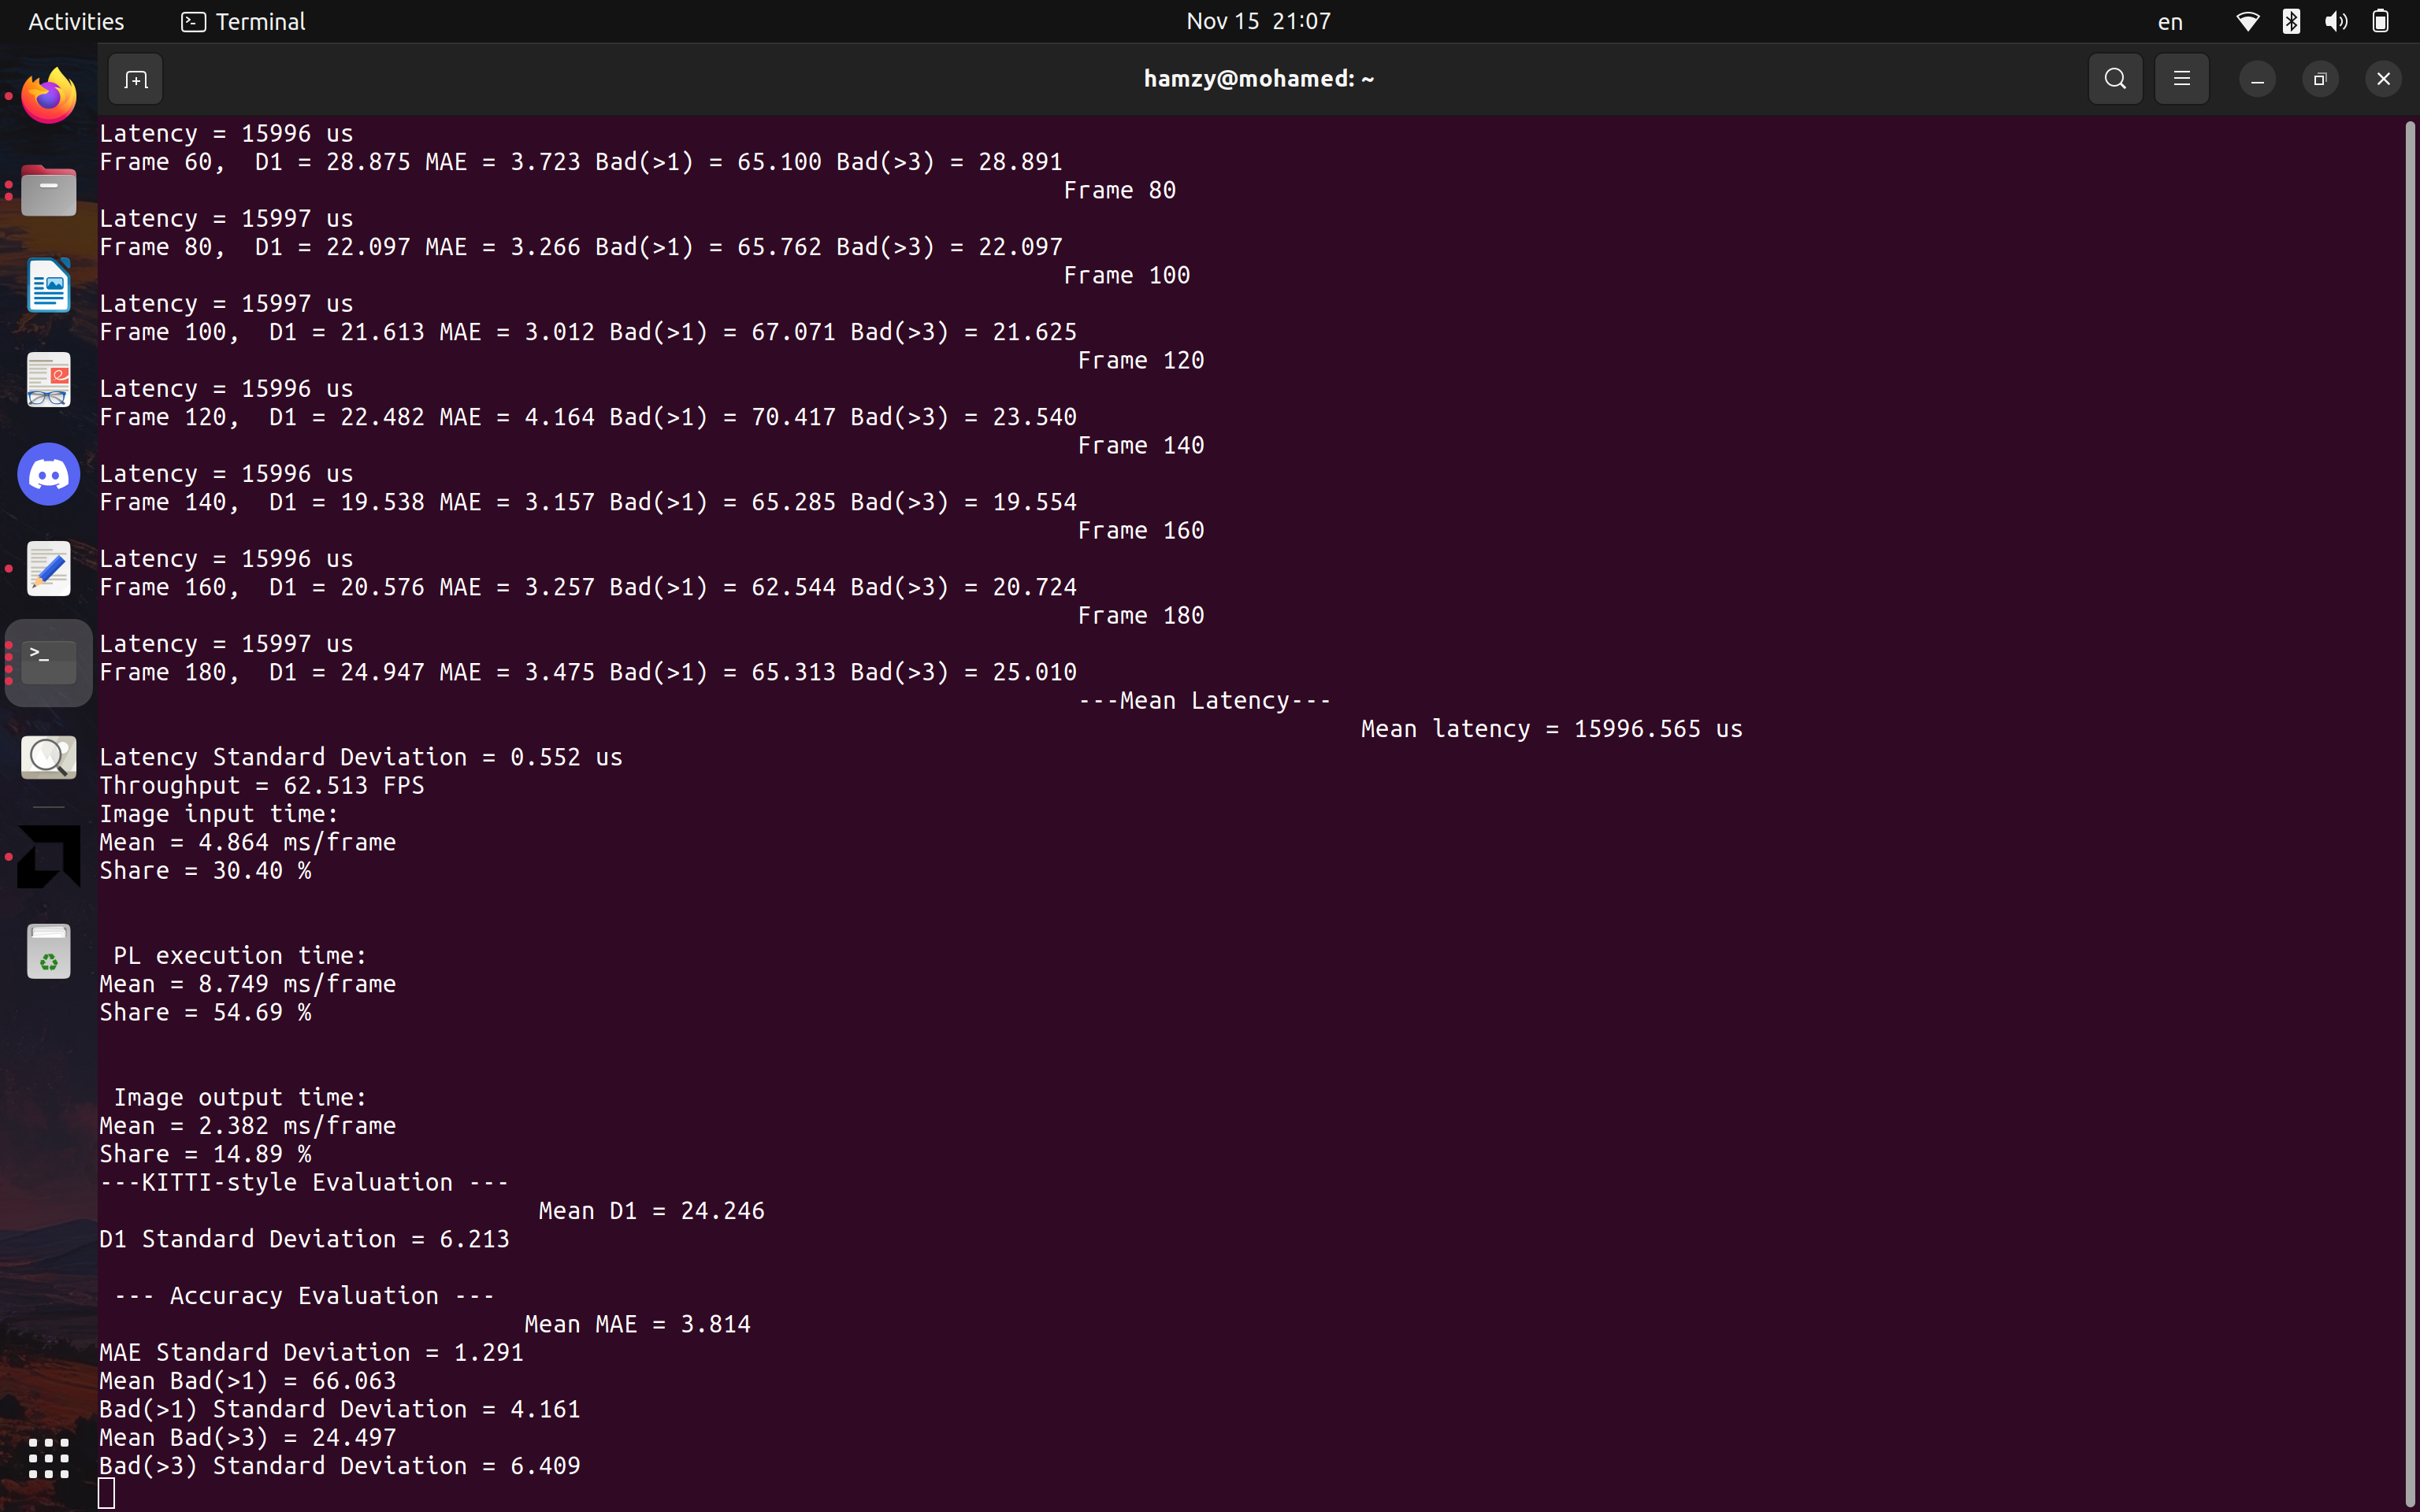 Activities
Terminal
Nov 15 21:07
en
hamzy@mohamed: ~
Latency = 15996 us
Frame 60,  D1 = 28.875 MAE = 3.723 Bad(>1) = 65.100 Bad(>3) = 28.891
Frame 80
Latency = 15997 us
Frame 80,  D1 = 22.097 MAE = 3.266 Bad(>1) = 65.762 Bad(>3) = 22.097
Frame 100
Latency = 15997 us
Frame 100,  D1 = 21.613 MAE = 3.012 Bad(>1) = 67.071 Bad(>3) = 21.625
Frame 120
Latency = 15996 us
Frame 120,  D1 = 22.482 MAE = 4.164 Bad(>1) = 70.417 Bad(>3) = 23.540
Frame 140
Latency = 15996 us
Frame 140,  D1 = 19.538 MAE = 3.157 Bad(>1) = 65.285 Bad(>3) = 19.554
Frame 160
Latency = 15996 us
Frame 160,  D1 = 20.576 MAE = 3.257 Bad(>1) = 62.544 Bad(>3) = 20.724
Frame 180
Latency = 15997 us
Frame 180,  D1 = 24.947 MAE = 3.475 Bad(>1) = 65.313 Bad(>3) = 25.010
---Mean Latency---
Mean latency = 15996.565 us
Latency Standard Deviation = 0.552 us
Throughput = 62.513 FPS
Image input time:
Mean = 4.864 ms/frame
Share = 30.40 %
PL execution time:
Mean = 8.749 ms/frame
Share = 54.69 %
Image output time:
Mean = 2.382 ms/frame
Share = 14.89 %
---KITTI-style Evaluation ---
Mean D1 = 24.246
D1 Standard Deviation = 6.213
--- Accuracy Evaluation ---
Mean MAE = 3.814
MAE Standard Deviation = 1.291
Mean Bad(>1) = 66.063
Bad(>1) Standard Deviation = 4.161
Mean Bad(>3) = 24.497
Bad(>3) Standard Deviation = 6.409